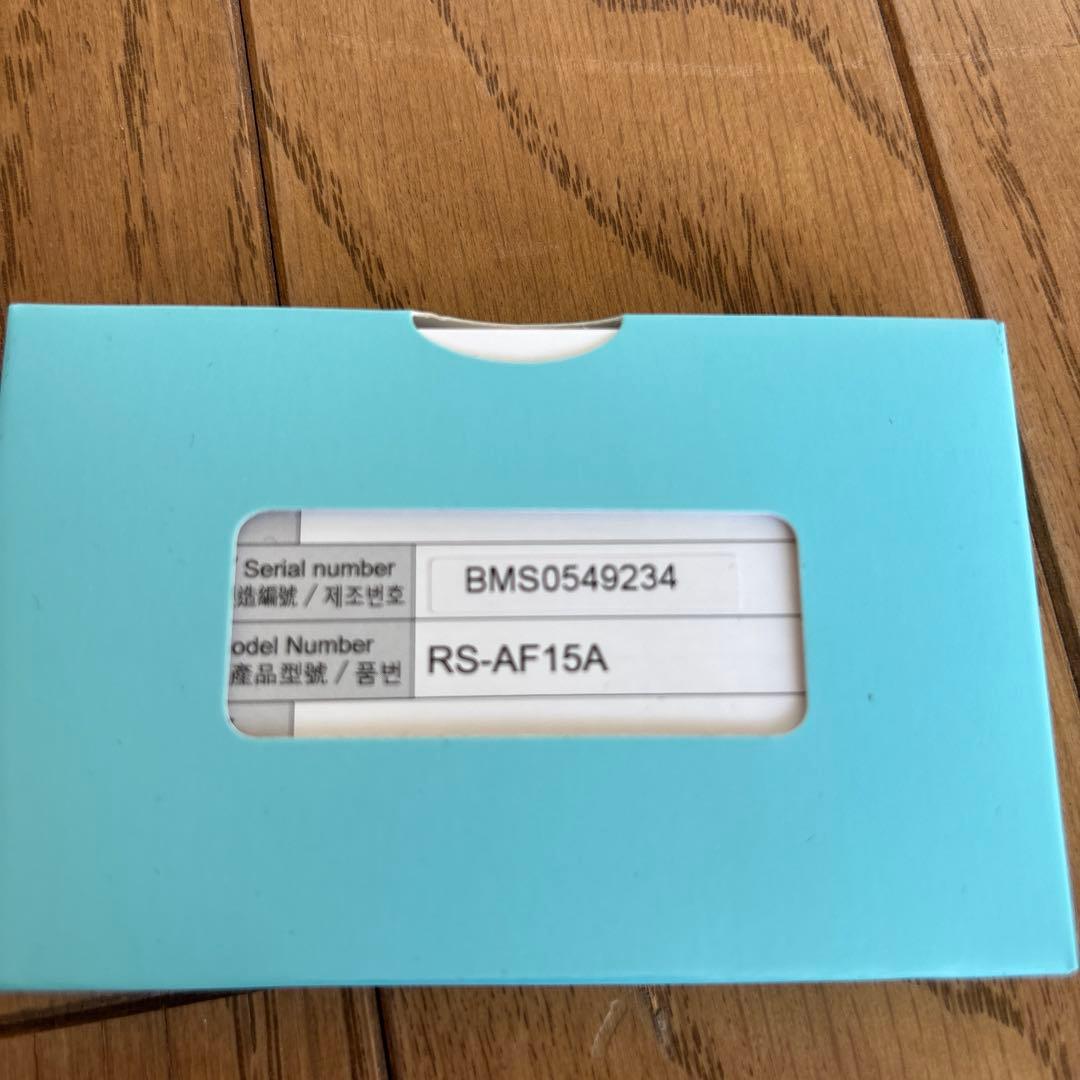 Serial number
造編號 / 제조번호
BMS0549234
odel Number
產品型號 / 품번
RS-AF15A